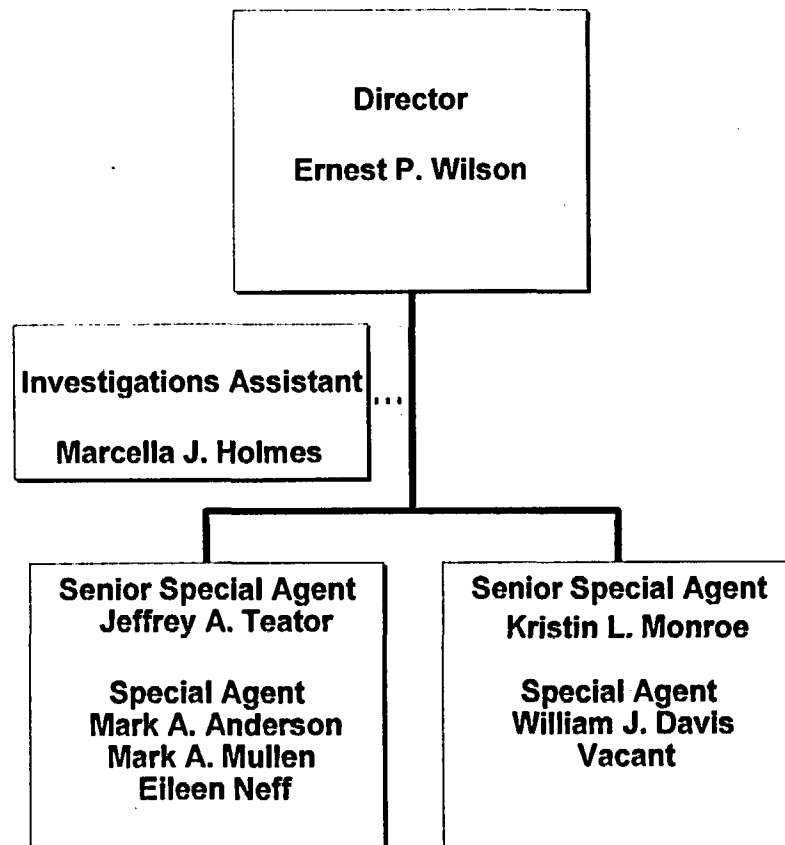 Director
Ernest P. Wilson
Investigations Assistant
Marcella J. Holmes
Senior Special Agent
Jeffrey A. Teator
Special Agent
Mark A. Anderson
Mark A. Mullen
Eileen Neff
Senior Special Agent
Kristin L. Monroe
Special Agent
William J. Davis
Vacant